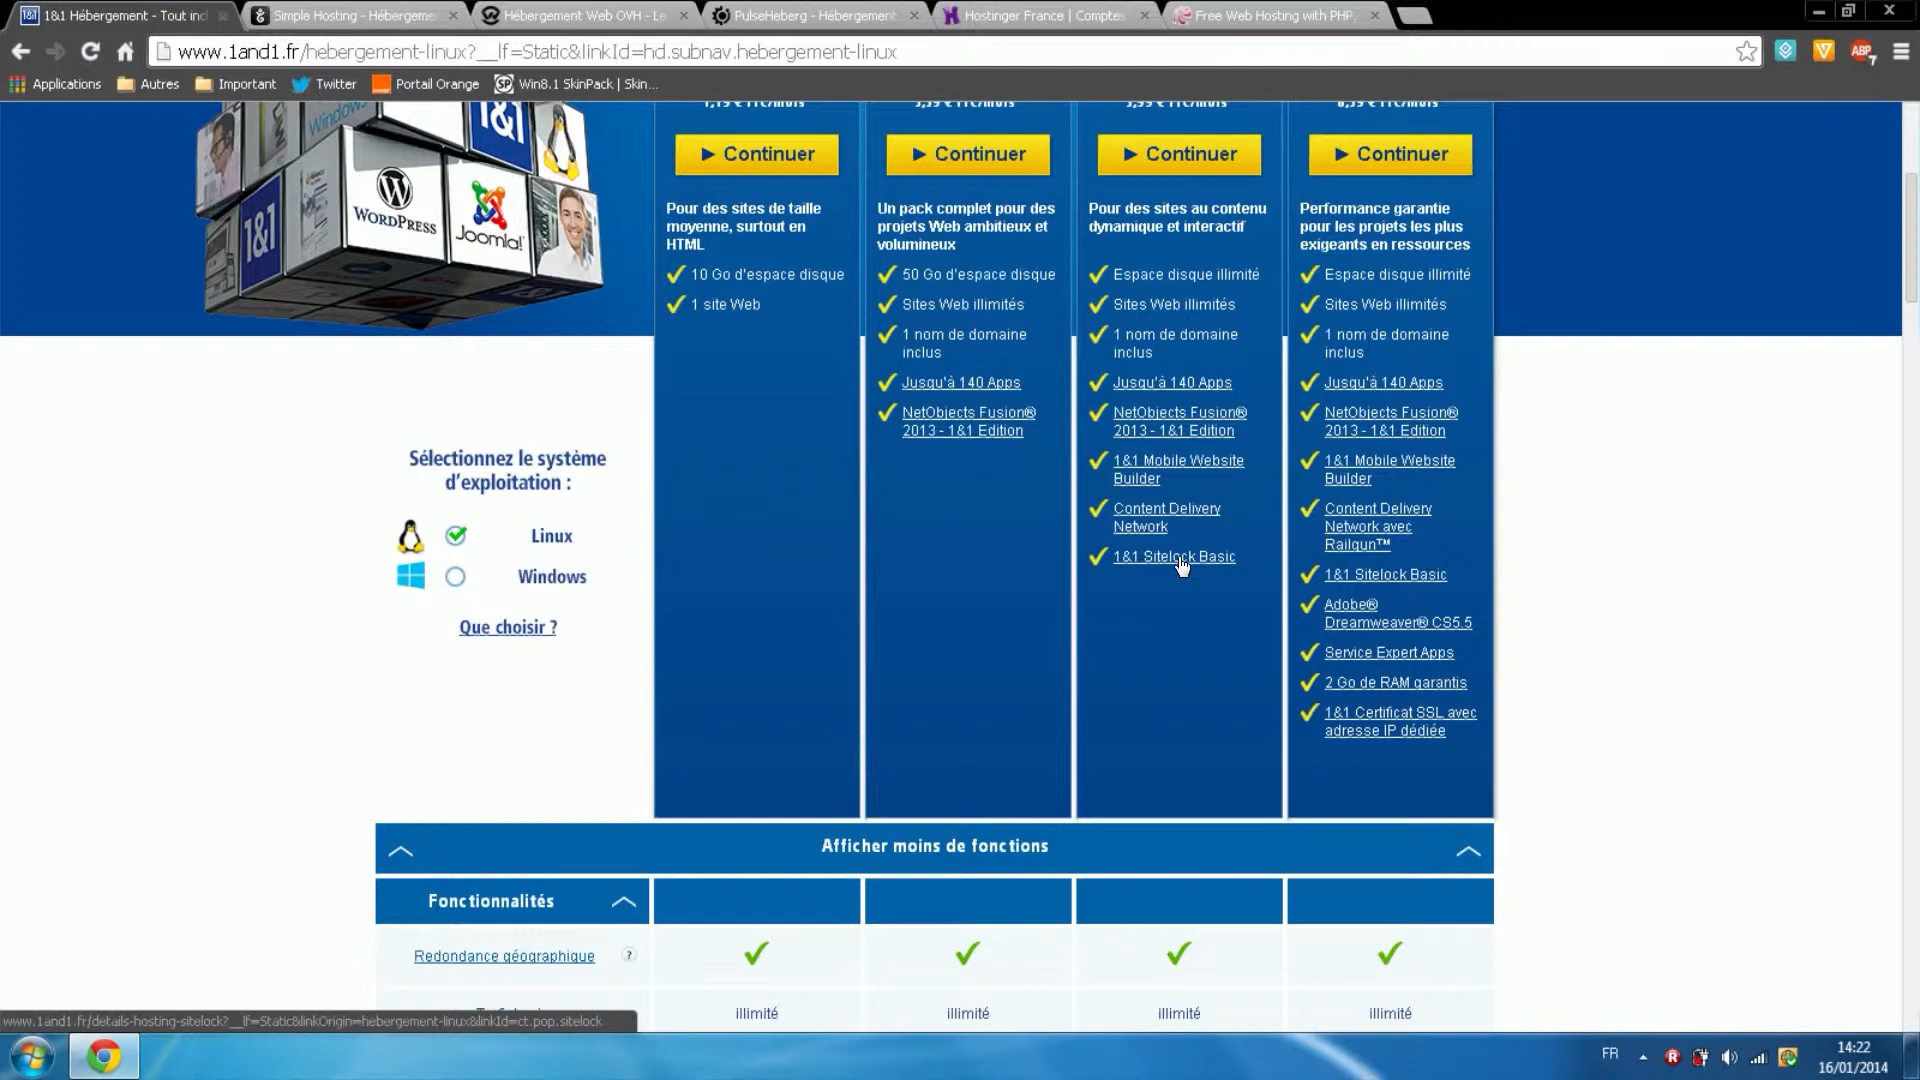 1&1 Hébergement - Tout incl
Simple Hosting - Hébergeme
Hébergement Web OVH - Le
PulseHeberg - Hébergement
Hostinger France | Comptes
Free Web Hosting with PHP,
www.1and1.fr/hebergement-linux?__lf=Static&linkId=hd.subnav.hebergement-linux
ABP 7
Applications
Autres
Important
Twitter
Portail Orange
SP
Win8.1 SkinPack | Skin...
Windows
1&1
1&1
WORDPRESS
Joomla!
► Continuer
► Continuer
► Continuer
► Continuer
Pour des sites de taille
moyenne, surtout en
HTML
10 Go d'espace disque
1 site Web
Un pack complet pour des
projets Web ambitieux et
volumineux
50 Go d'espace disque
Sites Web illimités
1 nom de domaine
inclus
Jusqu'à 140 Apps
NetObjects Fusion®
2013 - 1&1 Edition
Pour des sites au contenu
dynamique et interactif
Espace disque illimité
Sites Web illimités
1 nom de domaine
inclus
Jusqu'à 140 Apps
NetObjects Fusion®
2013 - 1&1 Edition
1&1 Mobile Website
Builder
Content Delivery
Network
1&1 Sitelock Basic
Performance garantie
pour les projets les plus
exigeants en ressources
Espace disque illimité
Sites Web illimités
1 nom de domaine
inclus
Jusqu'à 140 Apps
NetObjects Fusion®
2013 - 1&1 Edition
1&1 Mobile Website
Builder
Content Delivery
Network avec
Railgun™
1&1 Sitelock Basic
Adobe®
Dreamweaver® CS5.5
Service Expert Apps
2 Go de RAM garantis
1&1 Certificat SSL avec
adresse IP dédiée
Sélectionnez le système
d'exploitation :
Linux
Windows
Que choisir ?
Afficher moins de fonctions
Fonctionnalités
Redondance géographique
?
illimité
illimité
illimité
illimité
www.1and1.fr/details-hosting-sitelock?__lf=Static&linkOrigin=hebergement-linux&linkId=ct.pop.sitelock
FR
14:22
16/01/2014